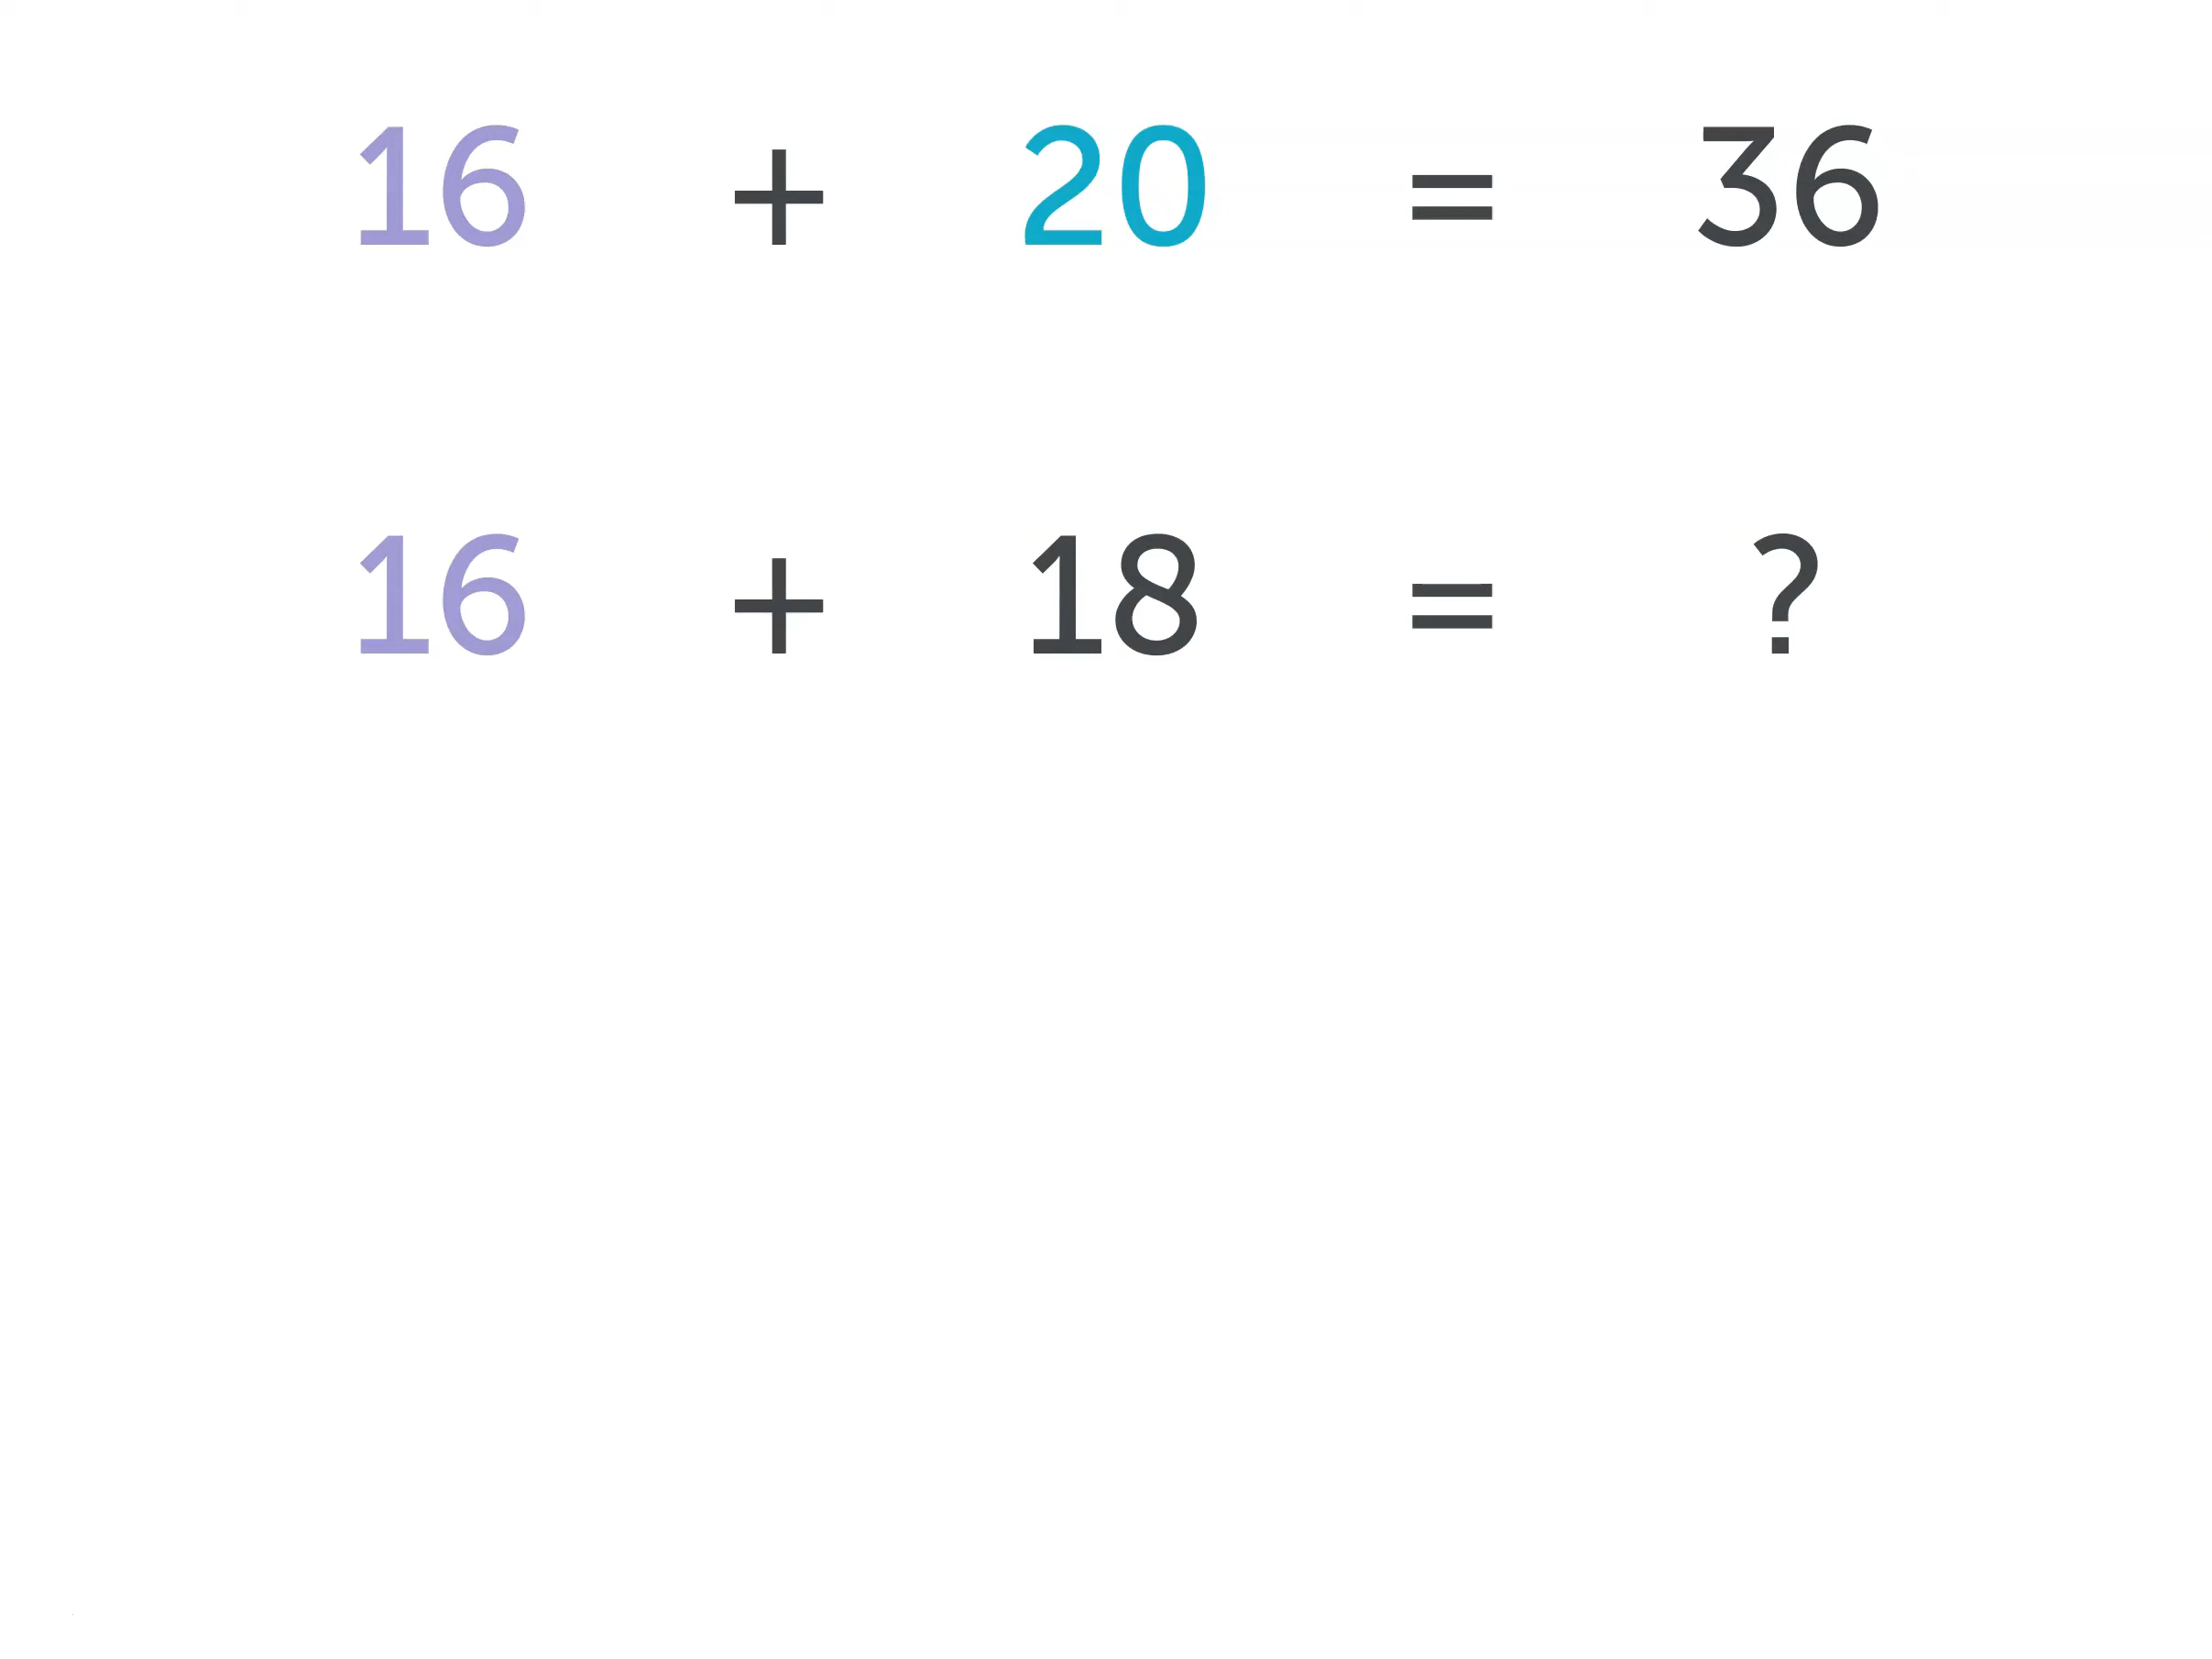 16 + 20 = 36
16 + 18 = ?